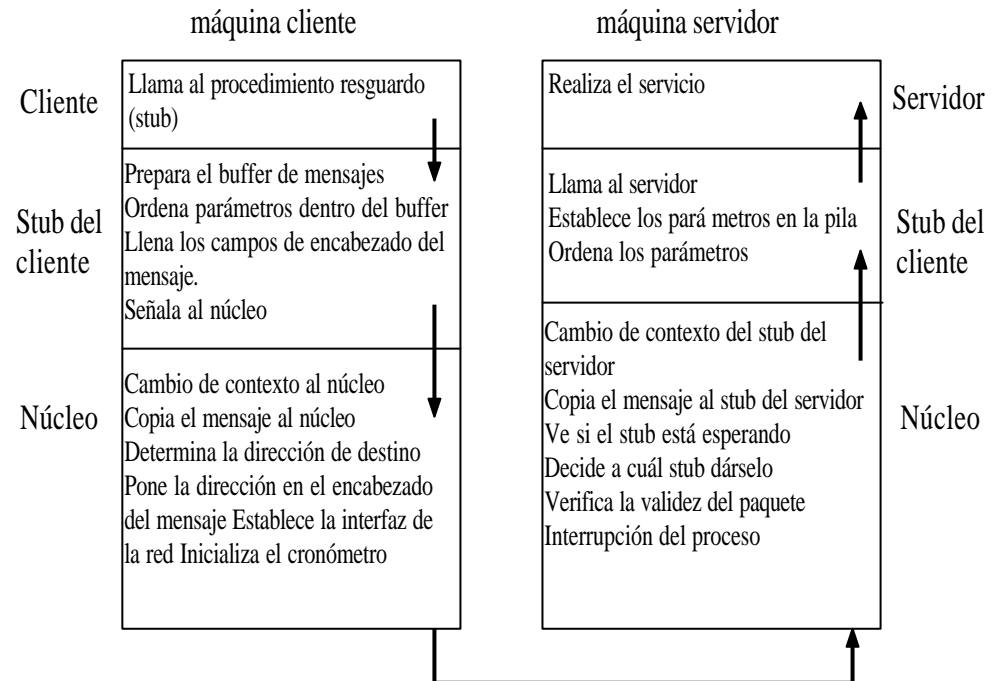 máquina cliente
máquina servidor
Cliente
Llama al procedimiento resguardo
(stub)
Stub del
cliente
Prepara el buffer de mensajes
Ordena parámetros dentro del buffer
Llena los campos de encabezado del
mensaje.
Señala al núcleo
Núcleo
Cambio de contexto al núcleo
Copia el mensaje al núcleo
Determina la dirección de destino
Pone la dirección en el encabezado
del mensaje Establece la interfaz de
la red Inicializa el cronómetro
Realiza el servicio
Servidor
Llama al servidor
Establece los pará metros en la pila
Ordena los parámetros
Stub del
cliente
Cambio de contexto del stub del
servidor
Copia el mensaje al stub del servidor
Ve si el stub está esperando
Decide a cuál stub dárselo
Verifica la validez del paquete
Interrupción del proceso
Núcleo